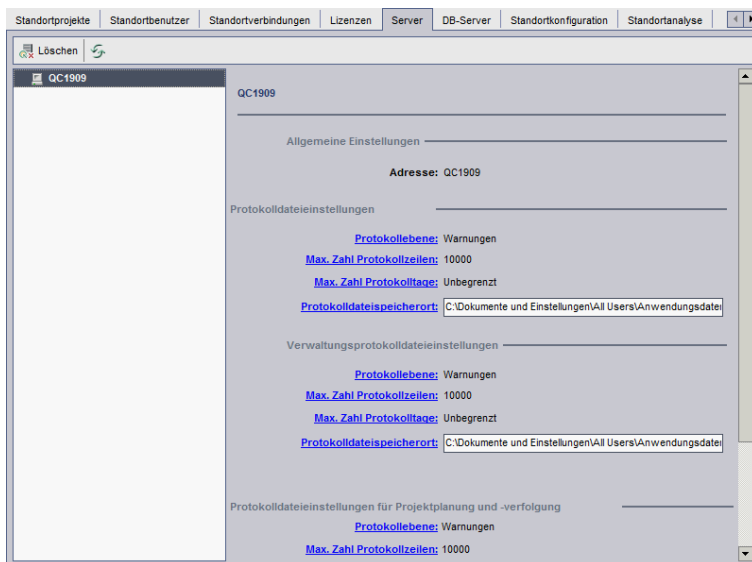 Standortprojekte Standortbenutzer Standortverbindungen Lizenzen Server DB-Server Standortkonfiguration Standortanalyse
Löschen
QC1909
QC1909
Allgemeine Einstellungen
Adresse: QC1909
Protokolldateieinstellungen
Protokollebene: Warnungen
Max. Zahl Protokollzeilen: 10000
Max. Zahl Protokolltage: Unbegrenzt
Protokolldateispeicherort: C:\Dokumente und Einstellungen\All Users\Anwendungsdatei
Verwaltungsprotokolldateieinstellungen
Protokollebene: Warnungen
Max. Zahl Protokollzeilen: 10000
Max. Zahl Protokolltage: Unbegrenzt
Protokolldateispeicherort: C:\Dokumente und Einstellungen\All Users\Anwendungsdatei
Protokolldateieinstellungen für Projektplanung und -verfolgung
Protokollebene: Warnungen
Max. Zahl Protokollzeilen: 10000